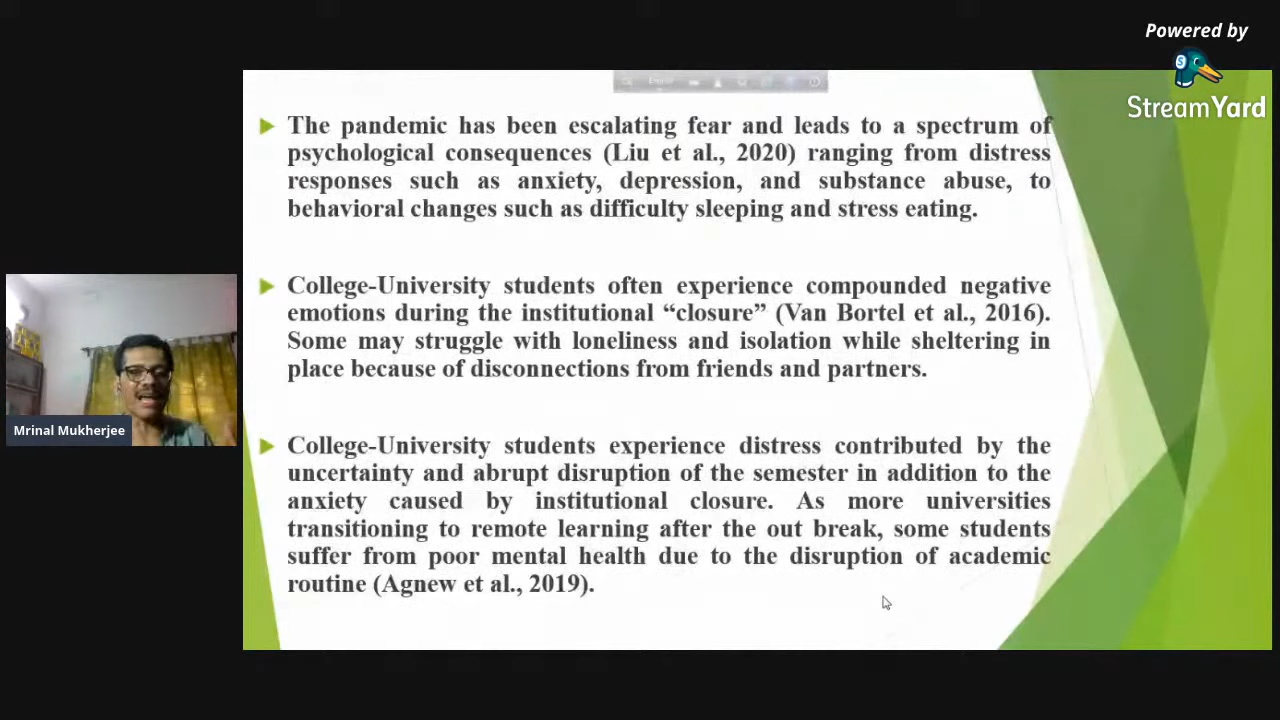 Powered by
StreamYard
The pandemic has been escalating fear and leads to a spectrum of
psychological consequences (Liu et al., 2020) ranging from distress
responses such as anxiety, depression, and substance abuse, to
behavioral changes such as difficulty sleeping and stress eating.
College-University students often experience compounded negative
emotions during the institutional “closure” (Van Bortel et al., 2016).
Some may struggle with loneliness and isolation while sheltering in
place because of disconnections from friends and partners.
College-University students experience distress contributed by the
uncertainty and abrupt disruption of the semester in addition to the
anxiety caused by institutional closure. As more universities
transitioning to remote learning after the out break, some students
suffer from poor mental health due to the disruption of academic
routine (Agnew et al., 2019).
Mrinal Mukherjee